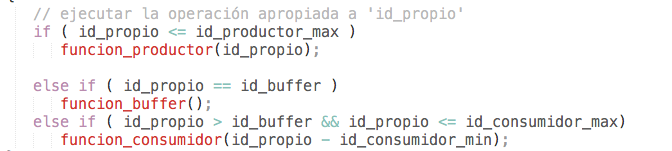 // ejecutar la operación apropiada a 'id_propio'
if ( id_propio <= id_productor_max )
funcion_productor(id_propio);
else if ( id_propio == id_buffer )
funcion_buffer();
else if ( id_propio > id_buffer && id_propio <= id_consumidor_max)
funcion_consumidor(id_propio - id_consumidor_min);